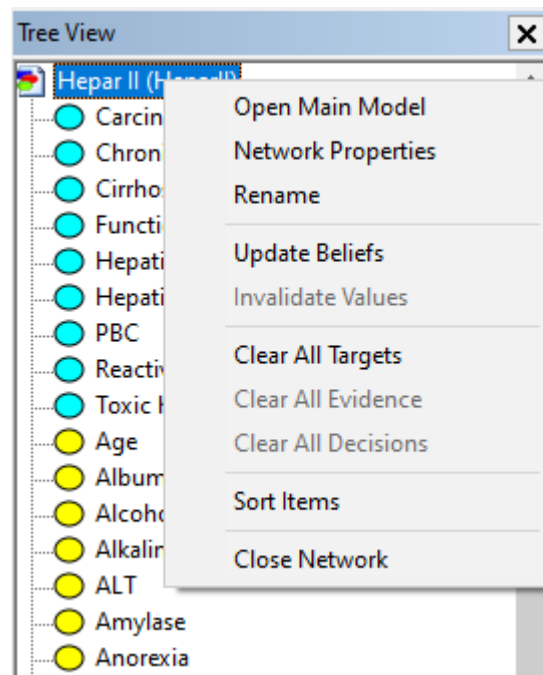 Tree View
Hepar II (HeparII)
Carcin
Chroni
Cirrho
Functi
Hepati
Hepati
PBC
Reactiv
Toxic
Age
Album
Alcoho
Alkalin
ALT
Amylase
Anorexia
Open Main Model
Network Properties
Rename
Update Beliefs
Invalidate Values
Clear All Targets
Clear All Evidence
Clear All Decisions
Sort Items
Close Network